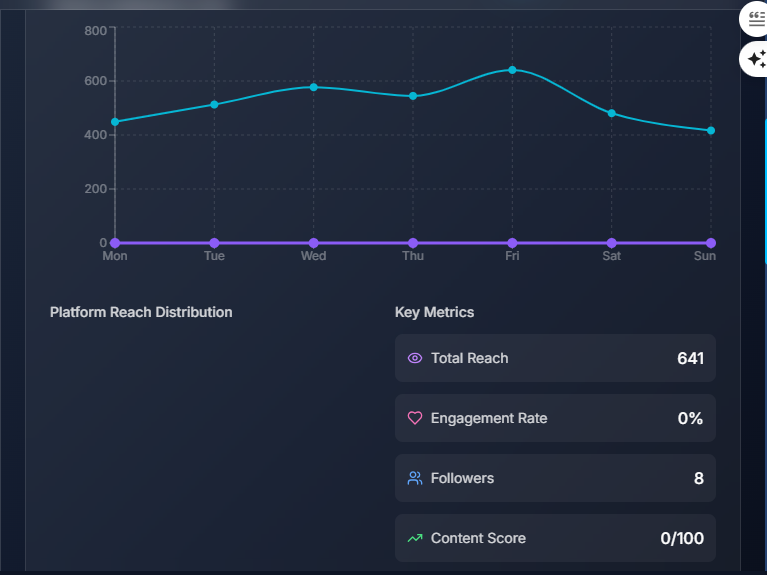 800
600
400
200
0
Mon Tue Wed Thu Fri Sat Sun
Platform Reach Distribution
Key Metrics
Total Reach 641
Engagement Rate 0%
Followers 8
Content Score 0/100